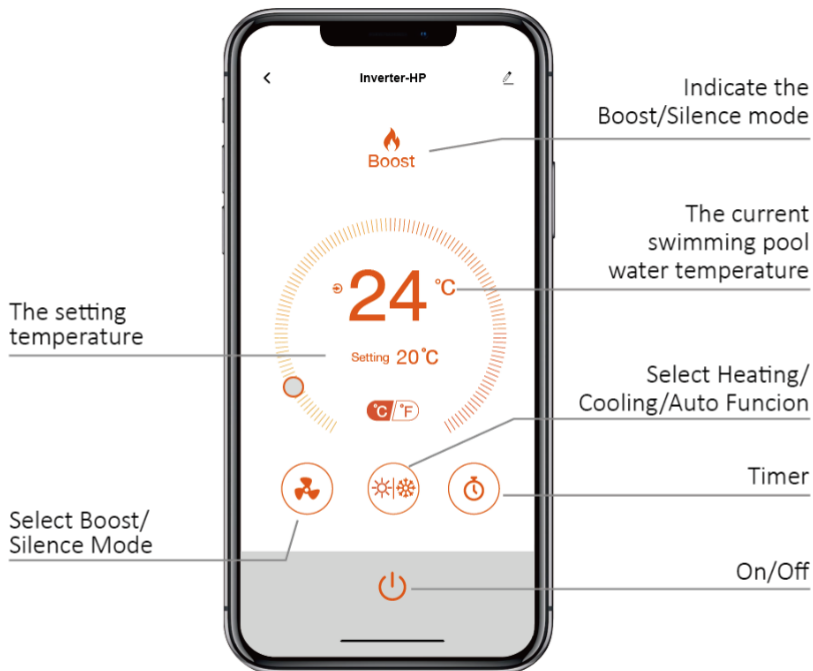 Inverter-HP
Indicate the
Boost/Silence mode
Boost
The current
swimming pool
water temperature
24 °C
The setting
temperature
Setting 20°C
°C/°F
Select Heating/
Cooling/Auto Funcion
Timer
Select Boost/
Silence Mode
On/Off